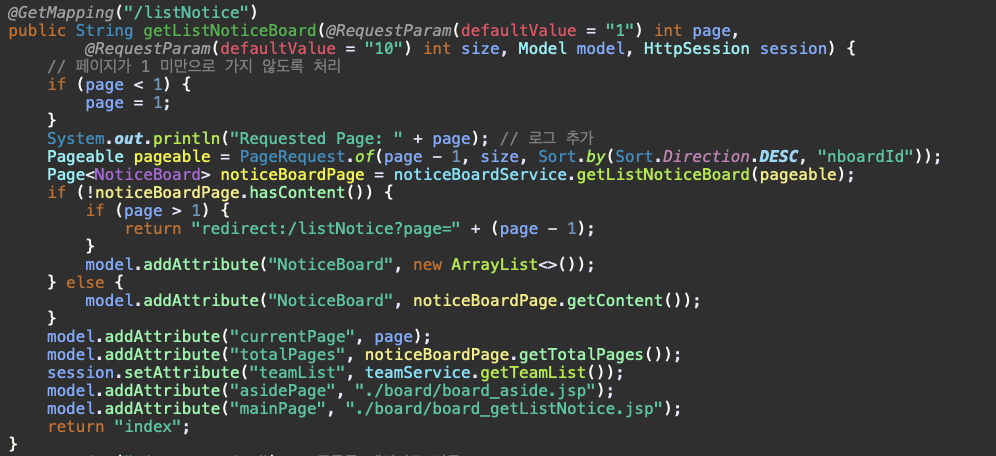 @GetMapping("/listNotice")
public String getListNoticeBoard(@RequestParam(defaultValue = "1") int page,
        @RequestParam(defaultValue = "10") int size, Model model, HttpSession session) {
    // 페이지가 1 미만으로 가지 않도록 처리
    if (page < 1) {
        page = 1;
    }
    System.out.println("Requested Page: " + page); // 로그 추가
    Pageable pageable = PageRequest.of(page - 1, size, Sort.by(Sort.Direction.DESC, "nboardId"));
    Page<NoticeBoard> noticeBoardPage = noticeBoardService.getListNoticeBoard(pageable);
    if (!noticeBoardPage.hasContent()) {
        if (page > 1) {
            return "redirect:/listNotice?page=" + (page - 1);
        }
        model.addAttribute("NoticeBoard", new ArrayList<>());
    } else {
        model.addAttribute("NoticeBoard", noticeBoardPage.getContent());
    }
    model.addAttribute("currentPage", page);
    model.addAttribute("totalPages", noticeBoardPage.getTotalPages());
    session.setAttribute("teamList", teamService.getTeamList());
    model.addAttribute("asidePage", "./board/board_aside.jsp");
    model.addAttribute("mainPage", "./board/board_getListNotice.jsp");
    return "index";
}